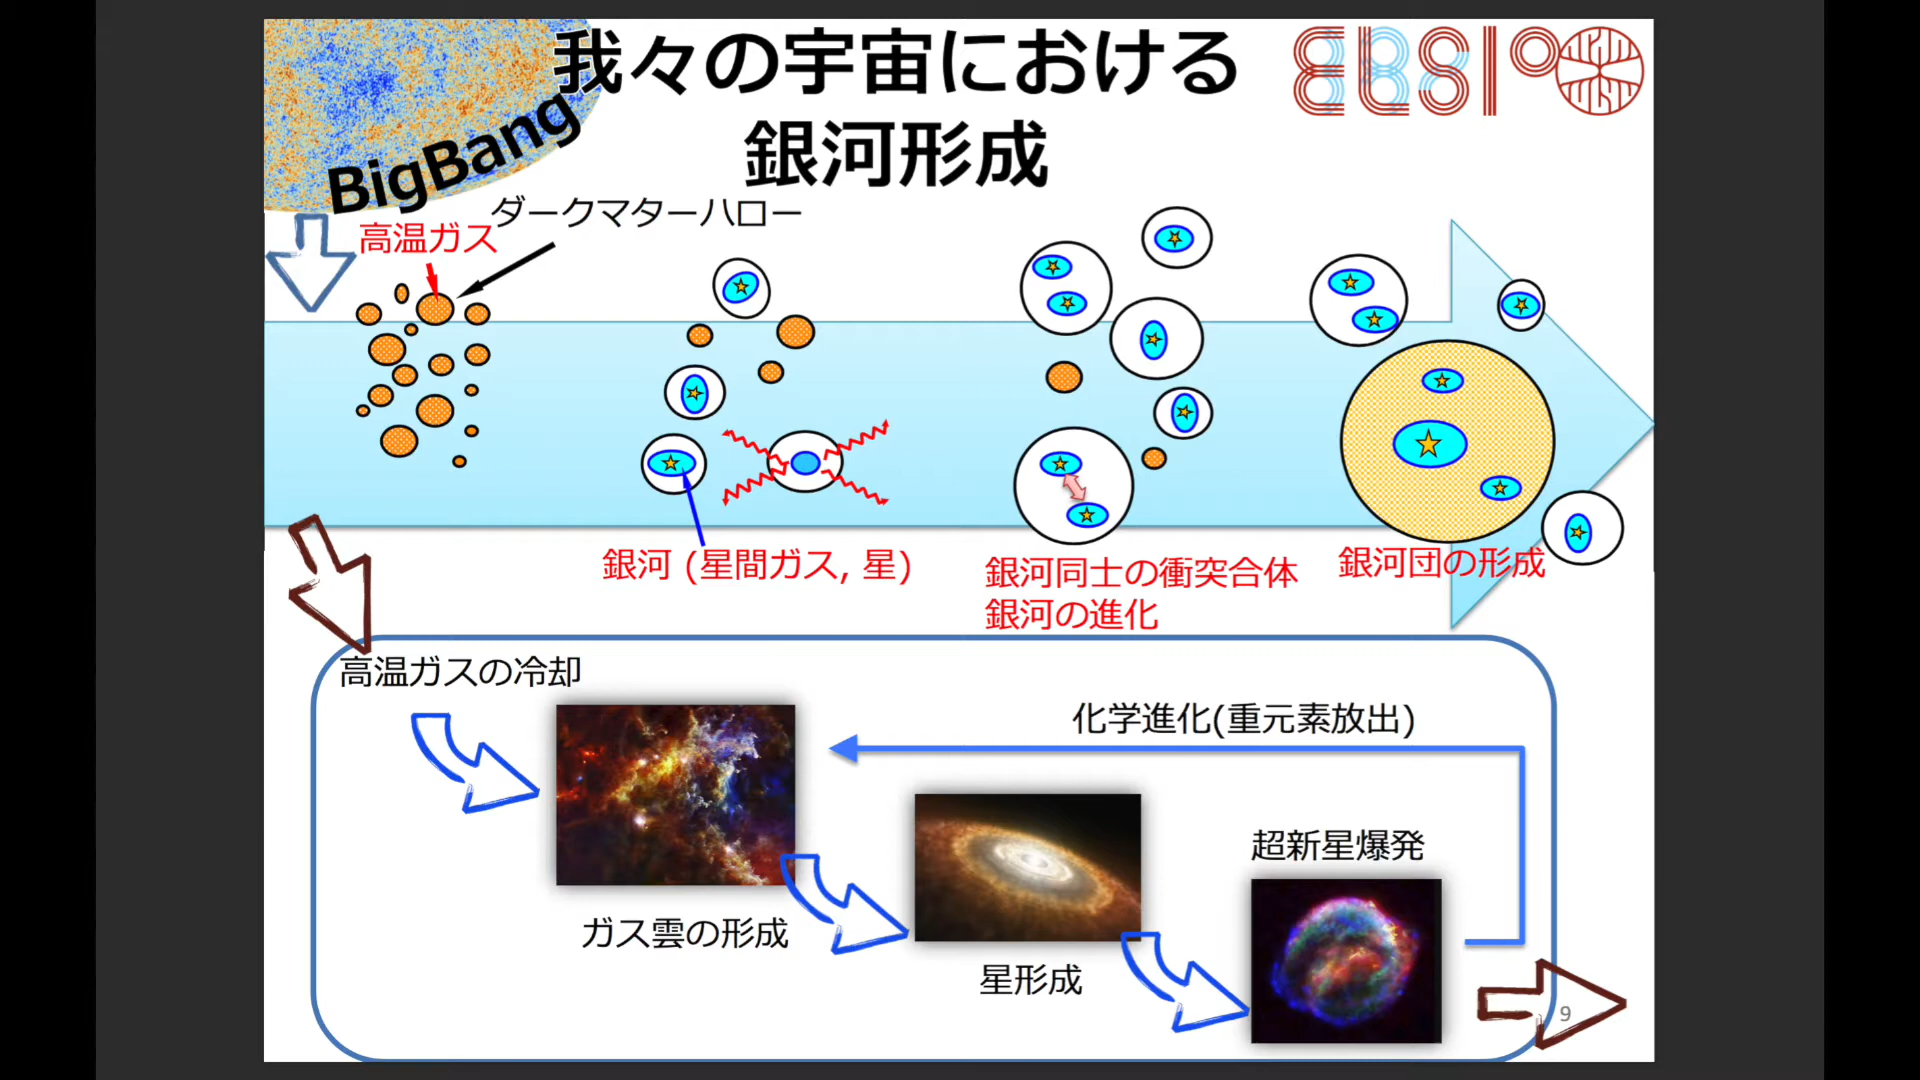 我々の宇宙における
銀河形成
ELSI
BigBang
ダークマターハロー
高温ガス
銀河 (星間ガス, 星)
銀河同士の衝突合体
銀河の進化
銀河団の形成
高温ガスの冷却
化学進化(重元素放出)
超新星爆発
ガス雲の形成
星形成
9